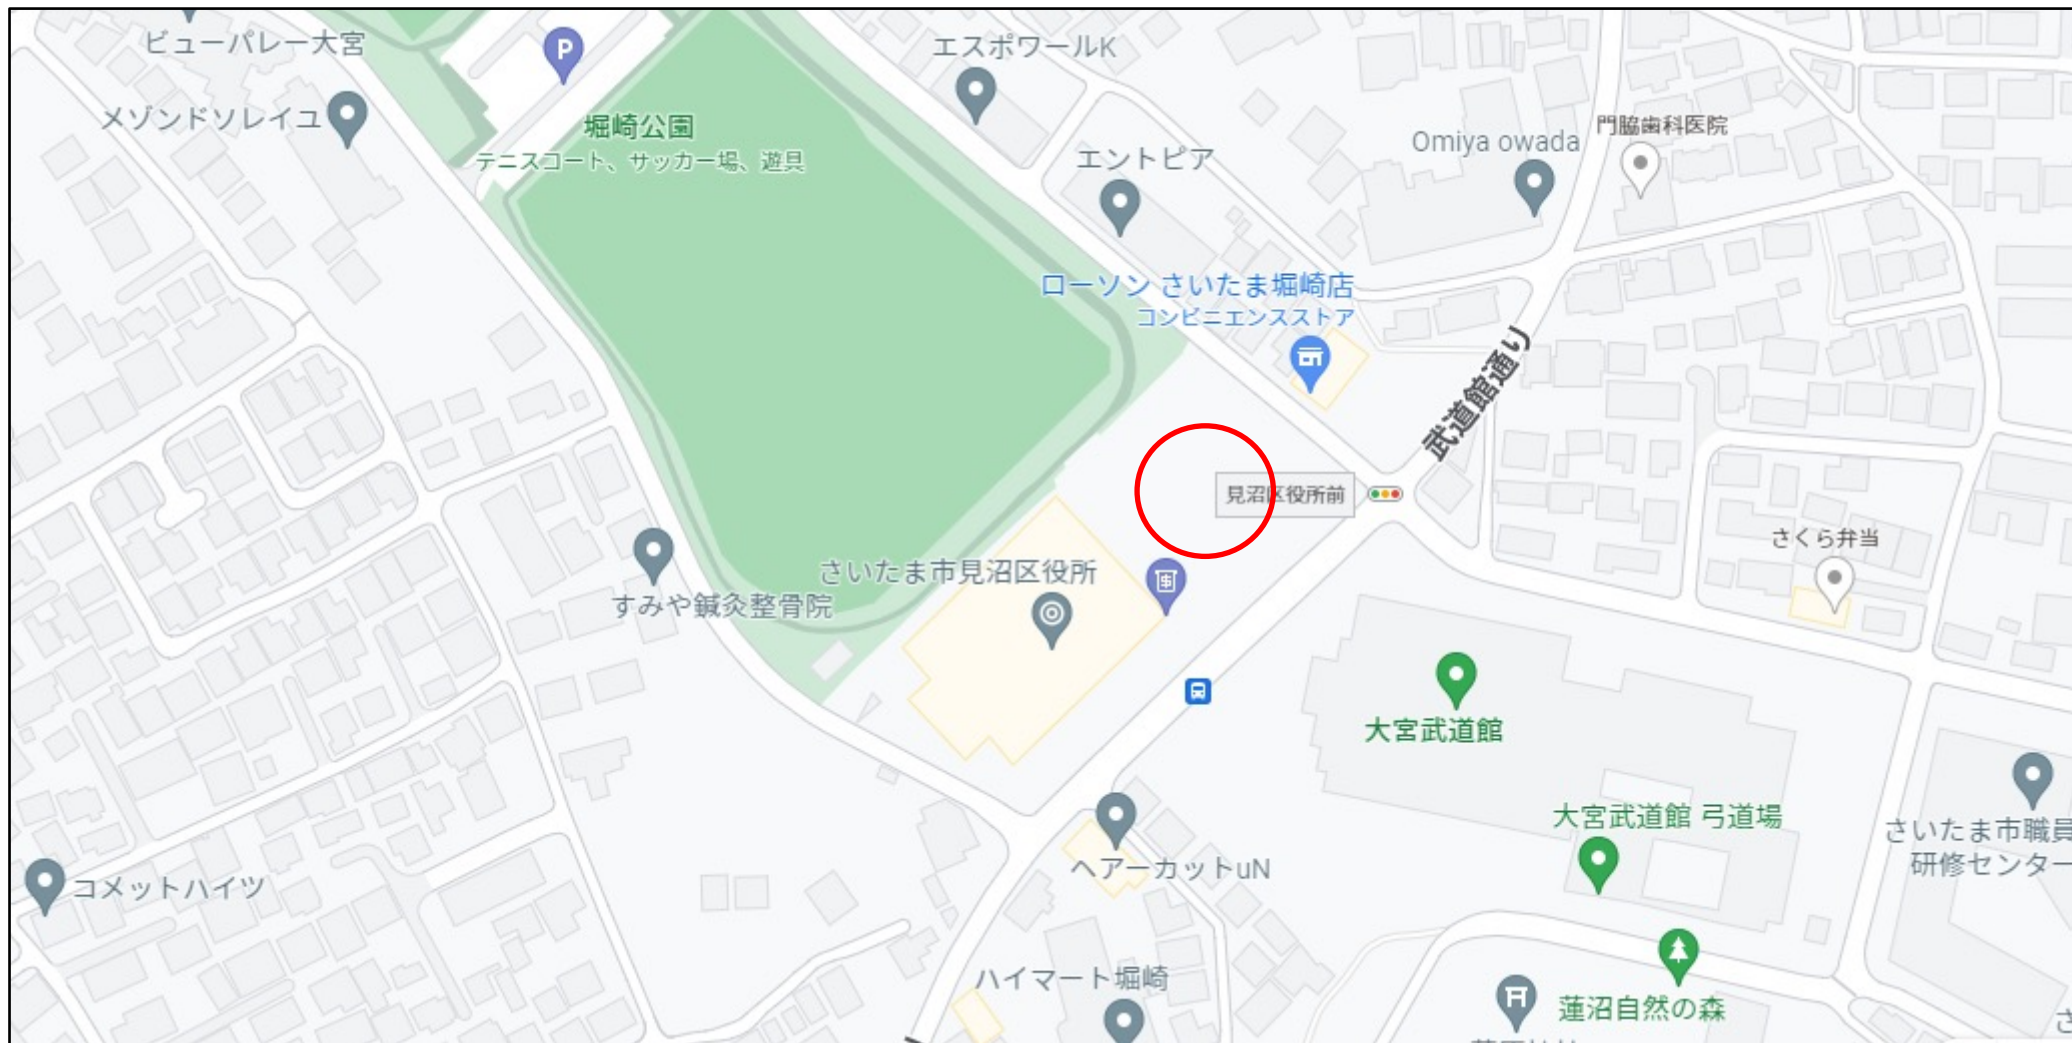 ビューパレー大宮
エスポワールK
メゾンドソレイユ
P
堀崎公園
テニスコート、サッカー場、遊具
エントピア
Omiya owada
門脇歯科医院
ローソン さいたま堀崎店
コンビニエンスストア
武道館通り
見沼区役所前
さくら弁当
さいたま市見沼区役所
すみや鍼灸整骨院
大宮武道館
大宮武道館 弓道場
さいたま市職員
研修センター
ヘアーカットuN
コメットハイツ
ハイマート堀崎
蓮沼自然の森
さ